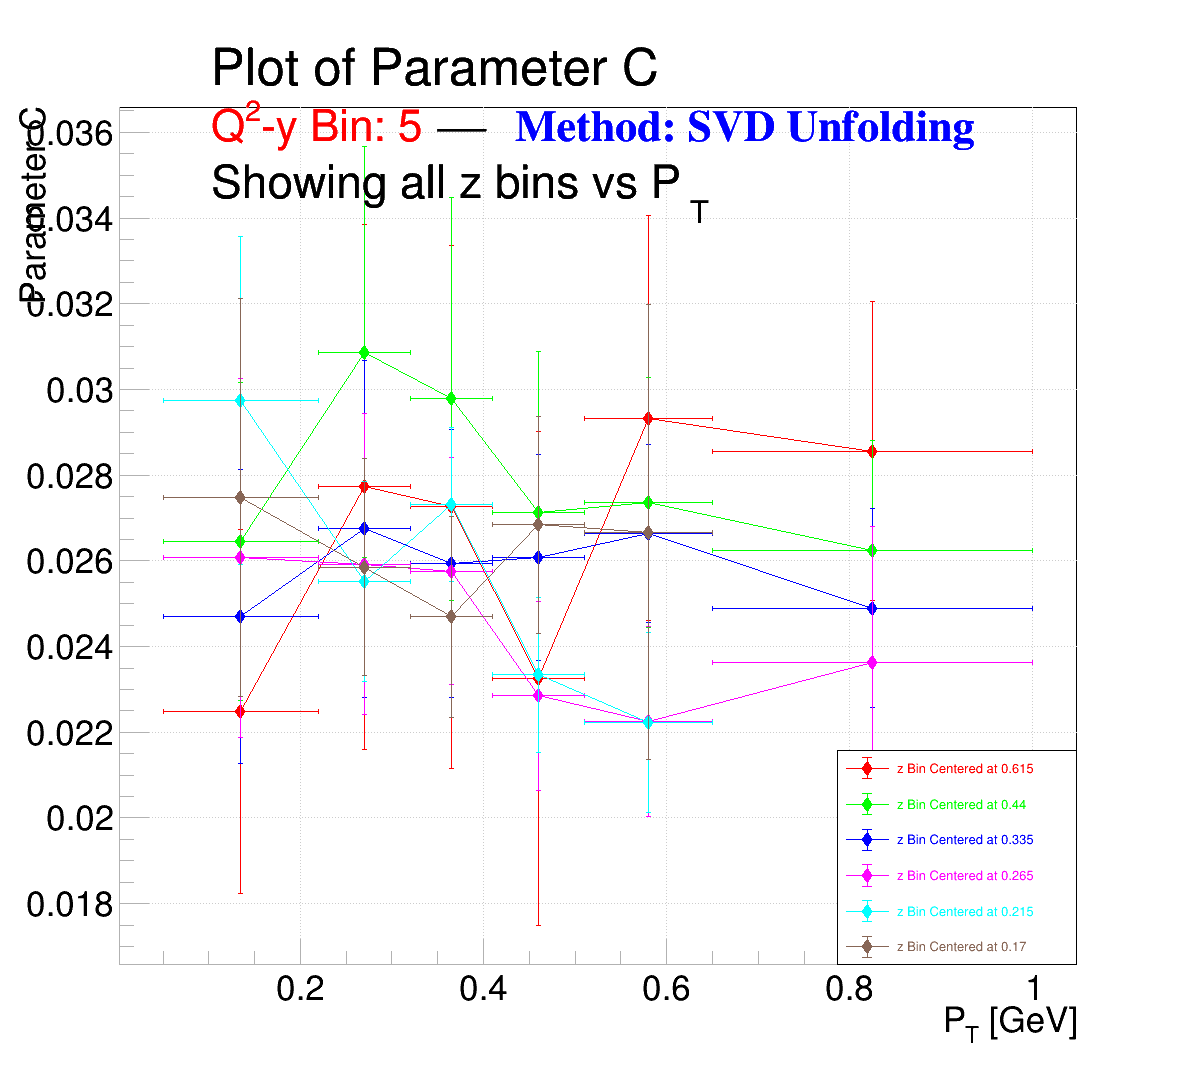 Plot of Parameter C
Q²-y Bin: 5 — Method: SVD Unfolding
Showing all z bins vs P_T
Parameter C
0.036
0.034
0.032
0.03
0.028
0.026
0.024
0.022
0.02
0.018
z Bin Centered at 0.615
z Bin Centered at 0.44
z Bin Centered at 0.335
z Bin Centered at 0.265
z Bin Centered at 0.215
z Bin Centered at 0.17
0.2 0.4 0.6 0.8 1
P_T [GeV]